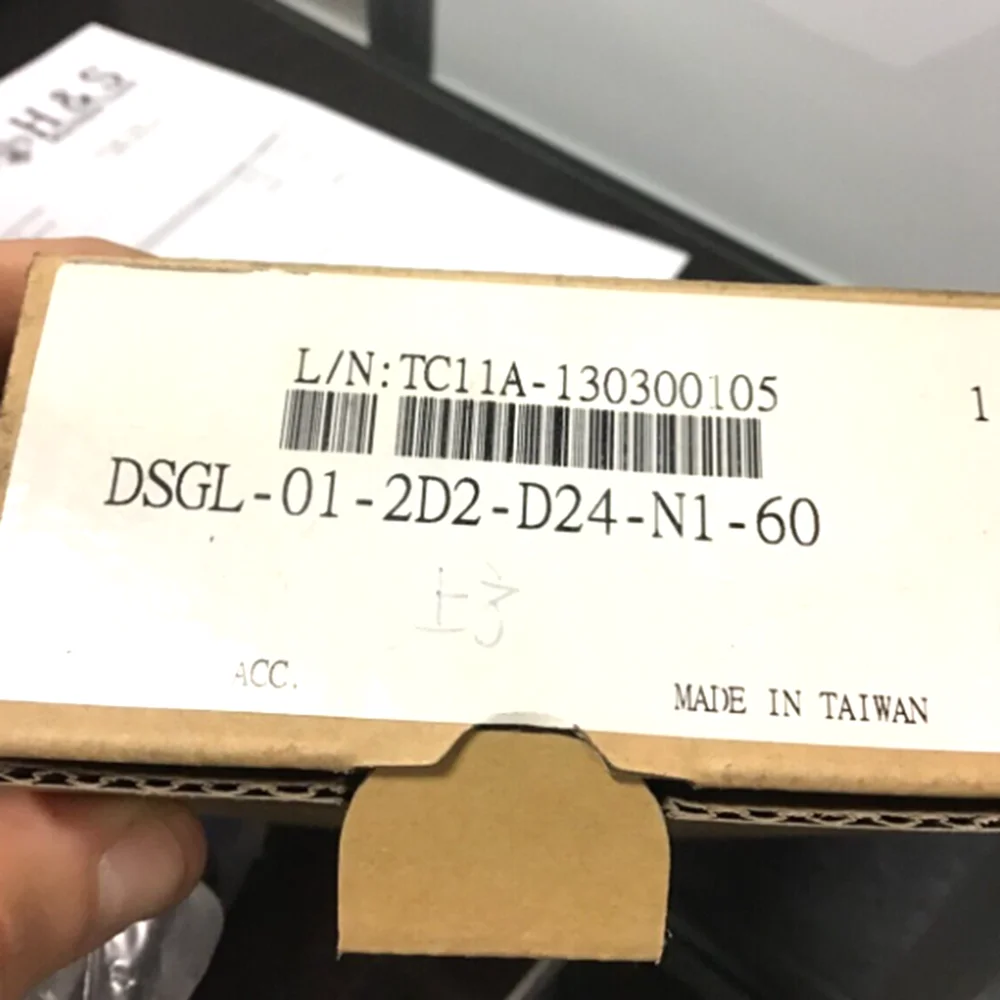 H&S
L/N:TC11A-130300105
1
DSGL-01-2D2-D24-N1-60
ACC.
MADE IN TAIWAN